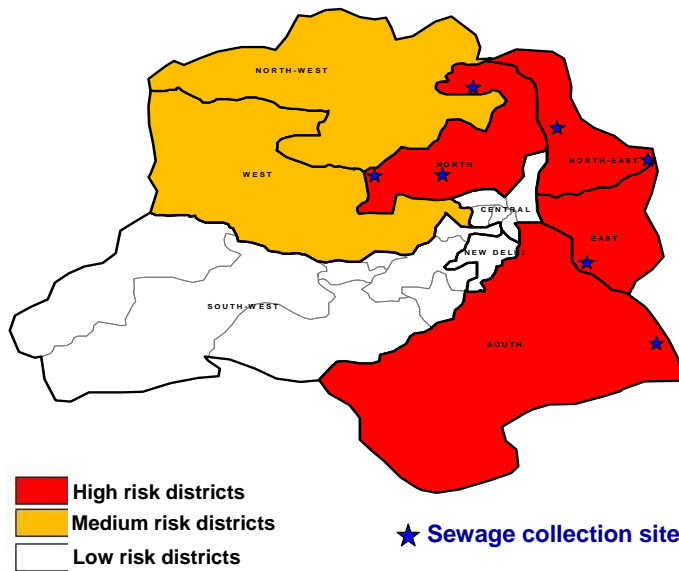 NORTH-WEST
WEST
NORTH
NORTH-EAST
CENTRAL
EAST
NEW DELHI
SOUTH-WEST
SOUTH
High risk districts
Medium risk districts
Low risk districts
Sewage collection site